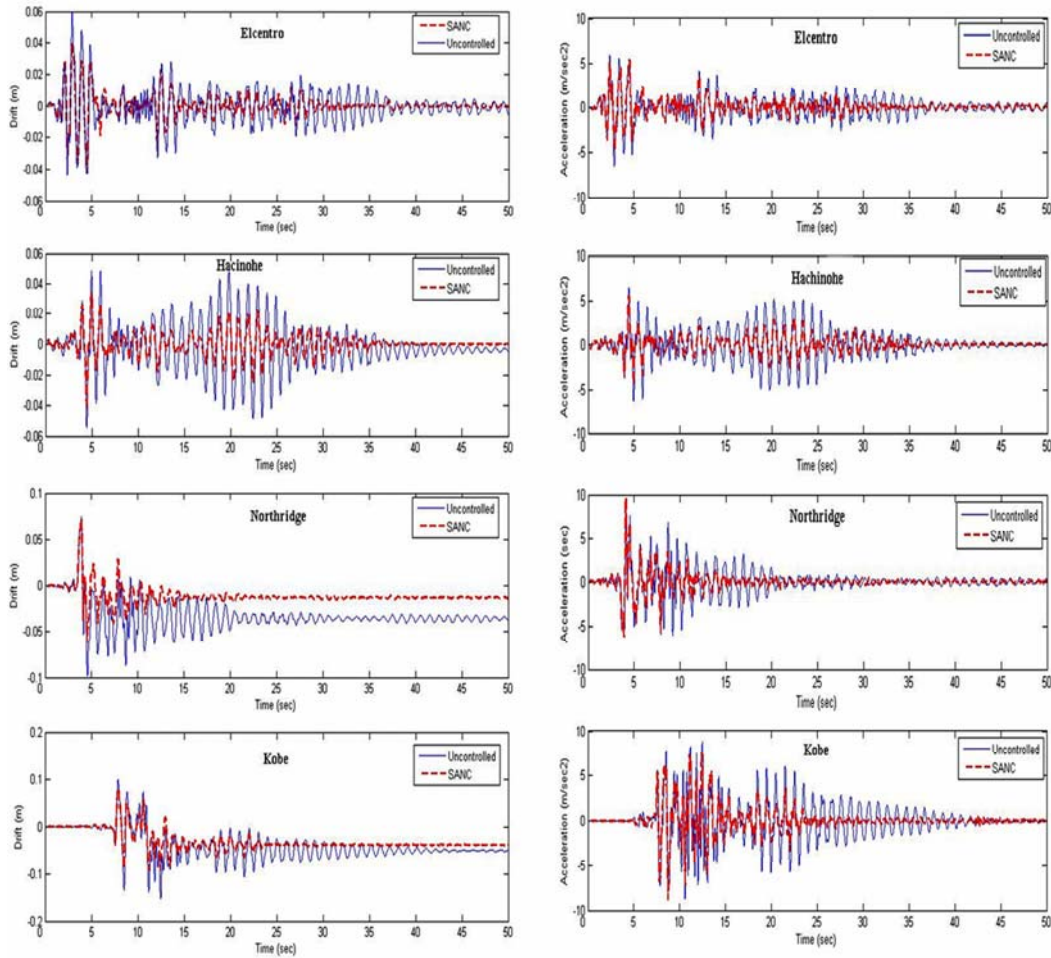 Elcentro
SANC
Uncontrolled
Drift (m)
0.06
0.04
0.02
0
-0.02
-0.04
-0.06
0 5 10 15 20 25 30 35 40 45 50
Time (sec)
Elcentro
Uncontrolled
SANC
Acceleration (m/sec2)
10
5
0
-5
-10
0 5 10 15 20 25 30 35 40 45 50
Time (sec)
Hacinohe
Uncontrolled
SANC
Drift (m)
0.06
0.04
0.02
0
-0.02
-0.04
-0.06
0 5 10 15 20 25 30 35 40 45 50
Time (sec)
Hachinohe
Uncontrolled
SANC
Acceleration (m/sec2)
10
5
0
-5
-10
0 5 10 15 20 25 30 35 40 45 50
Time (sec)
Northridge
Uncontrolled
SANC
Drift (m)
0.1
0.05
0
-0.05
-0.1
0 5 10 15 20 25 30 35 40 45 50
Time (sec)
Northridge
Uncontrolled
SANC
Acceleration (sec)
10
5
0
-5
-10
0 5 10 15 20 25 30 35 40 45 50
Time (sec)
Kobe
Uncontrolled
SANC
Drift (m)
0.2
0.1
0
-0.1
-0.2
0 5 10 15 20 25 30 35 40 45 50
Time (sec)
Kobe
Uncontrolled
SANC
Acceleration (m/sec2)
10
5
0
-5
-10
0 5 10 15 20 25 30 35 40 45 50
Time (sec)